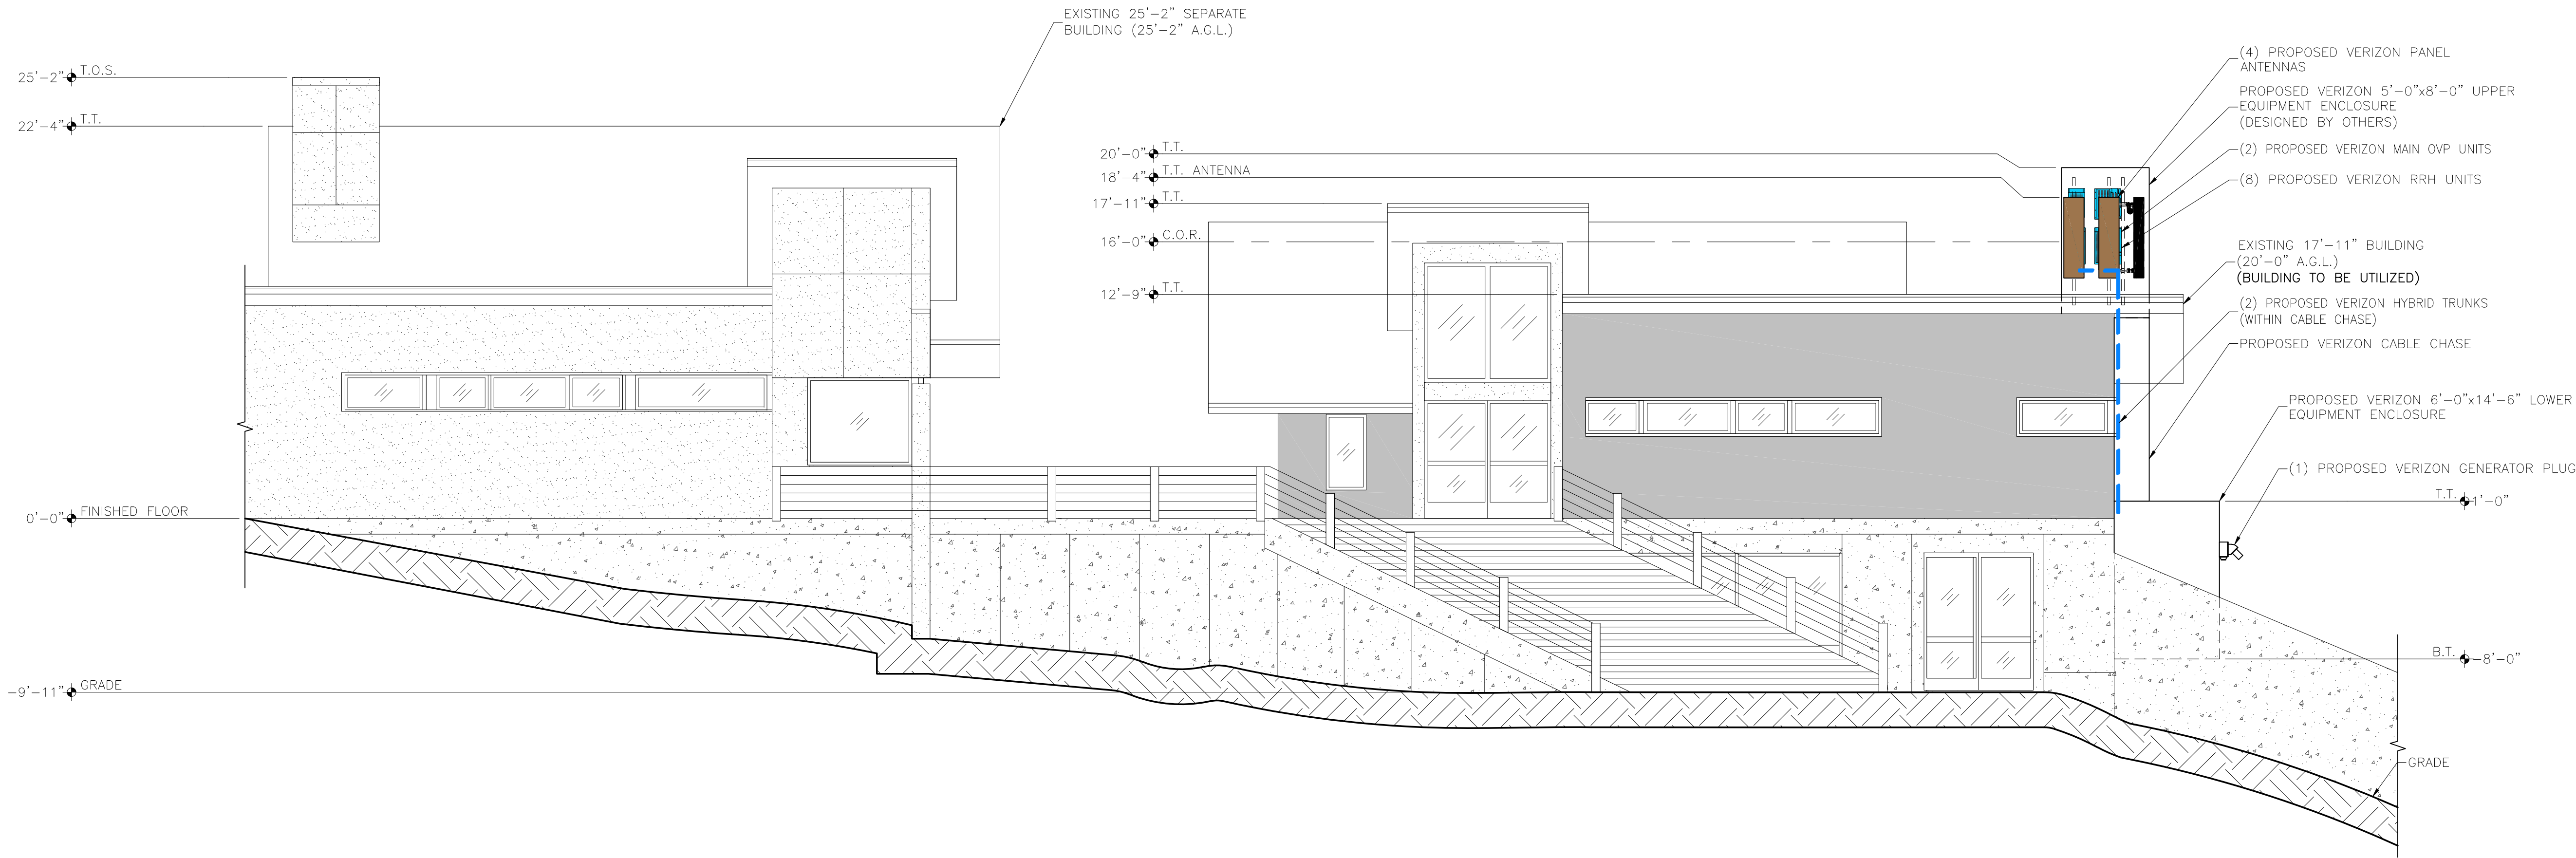 EXISTING 25'-2" SEPARATE
BUILDING (25'-2" A.G.L.)
25'-2" T.O.S.
22'-4" T.T.
0'-0" FINISHED FLOOR
-9'-11" GRADE
20'-0" T.T.
18'-4" T.T. ANTENNA
17'-11" T.T.
16'-0" C.O.R.
12'-9" T.T.
(4) PROPOSED VERIZON PANEL
ANTENNAS
PROPOSED VERIZON 5'-0"x8'-0" UPPER
EQUIPMENT ENCLOSURE
(DESIGNED BY OTHERS)
(2) PROPOSED VERIZON MAIN OVP UNITS
(8) PROPOSED VERIZON RRH UNITS
EXISTING 17'-11" BUILDING
(20'-0" A.G.L.)
(BUILDING TO BE UTILIZED)
(2) PROPOSED VERIZON HYBRID TRUNKS
(WITHIN CABLE CHASE)
PROPOSED VERIZON CABLE CHASE
PROPOSED VERIZON 6'-0"x14'-6" LOWER
EQUIPMENT ENCLOSURE
(1) PROPOSED VERIZON GENERATOR PLUG
T.T. 1'-0"
B.T. -8'-0"
GRADE